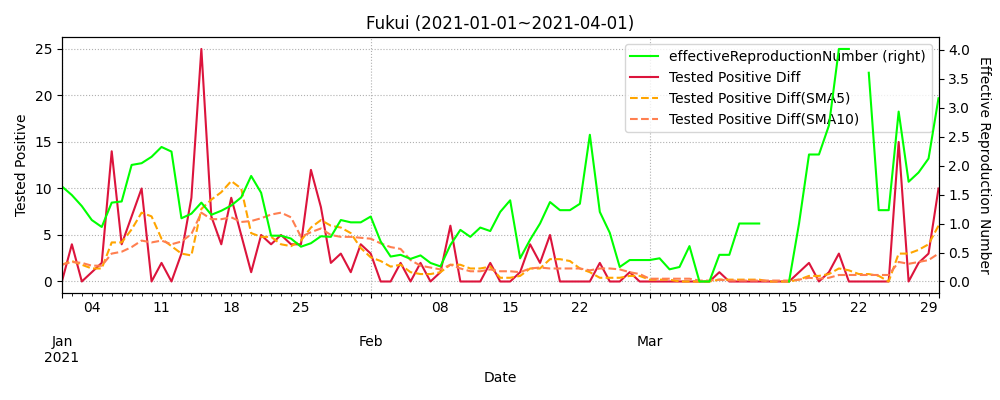 Fukui (2021-01-01~2021-04-01)
effectiveReproductionNumber (right)
Tested Positive Diff
Tested Positive Diff(SMA5)
Tested Positive Diff(SMA10)
Tested Positive
25
20
15
10
5
0
4.0
3.5
3.0
2.5
2.0
1.5
1.0
0.5
0.0
Effective Reproduction Number
04 11 18 25 08 15 22 08 15 22 29
Jan Feb Mar
2021
Date